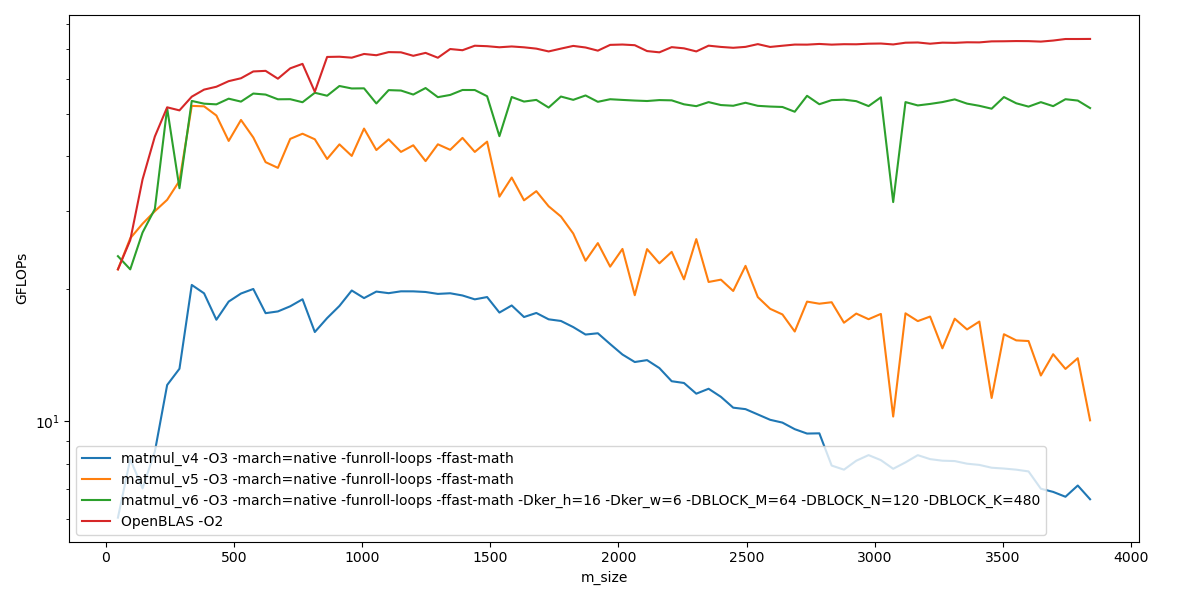 GFLOPs
10¹
matmul_v4 -O3 -march=native -funroll-loops -ffast-math
matmul_v5 -O3 -march=native -funroll-loops -ffast-math
matmul_v6 -O3 -march=native -funroll-loops -ffast-math -Dker_h=16 -Dker_w=6 -DBLOCK_M=64 -DBLOCK_N=120 -DBLOCK_K=480
OpenBLAS -O2
0 500 1000 1500 2000 2500 3000 3500 4000
m_size